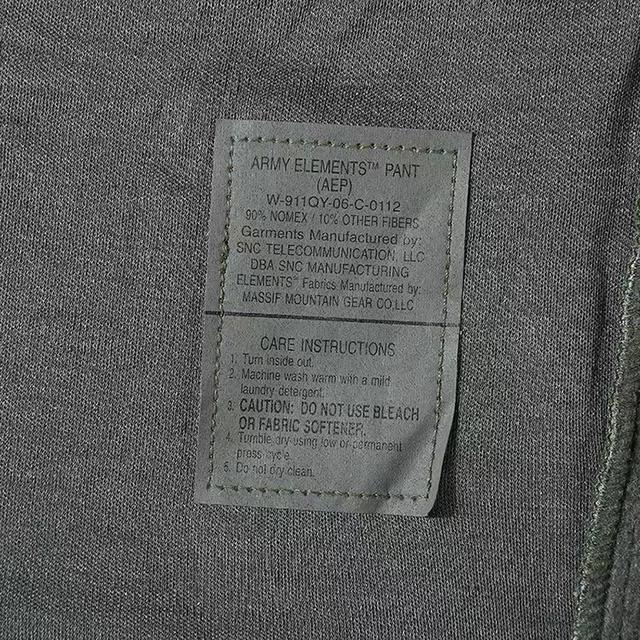 ARMY ELEMENTS™ PANT
(AEP)
W-911QY-06-C-0112
90% NOMEX / 10% OTHER FIBERS
Garments Manufactured by:
SNC TELECOMMUNICATION, LLC
DBA SNC MANUFACTURING
ELEMENTS™ Fabrics Manufactured by:
MASSIF MOUNTAIN GEAR CO,LLC
CARE INSTRUCTIONS
1. Turn inside out.
2. Machine wash warm with a mild
laundry detergent.
3. CAUTION: DO NOT USE BLEACH
OR FABRIC SOFTENER.
4. Tumble dry using low or permanent
press cycle.
5. Do not dry clean.